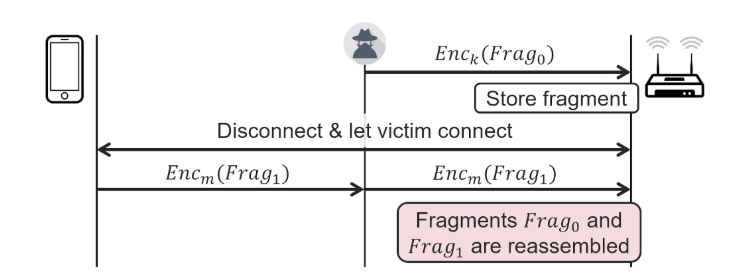 Enc_k(Frag_0)
Store fragment
Disconnect & let victim connect
Enc_m(Frag_1)
Enc_m(Frag_1)
Fragments Frag_0 and
Frag_1 are reassembled